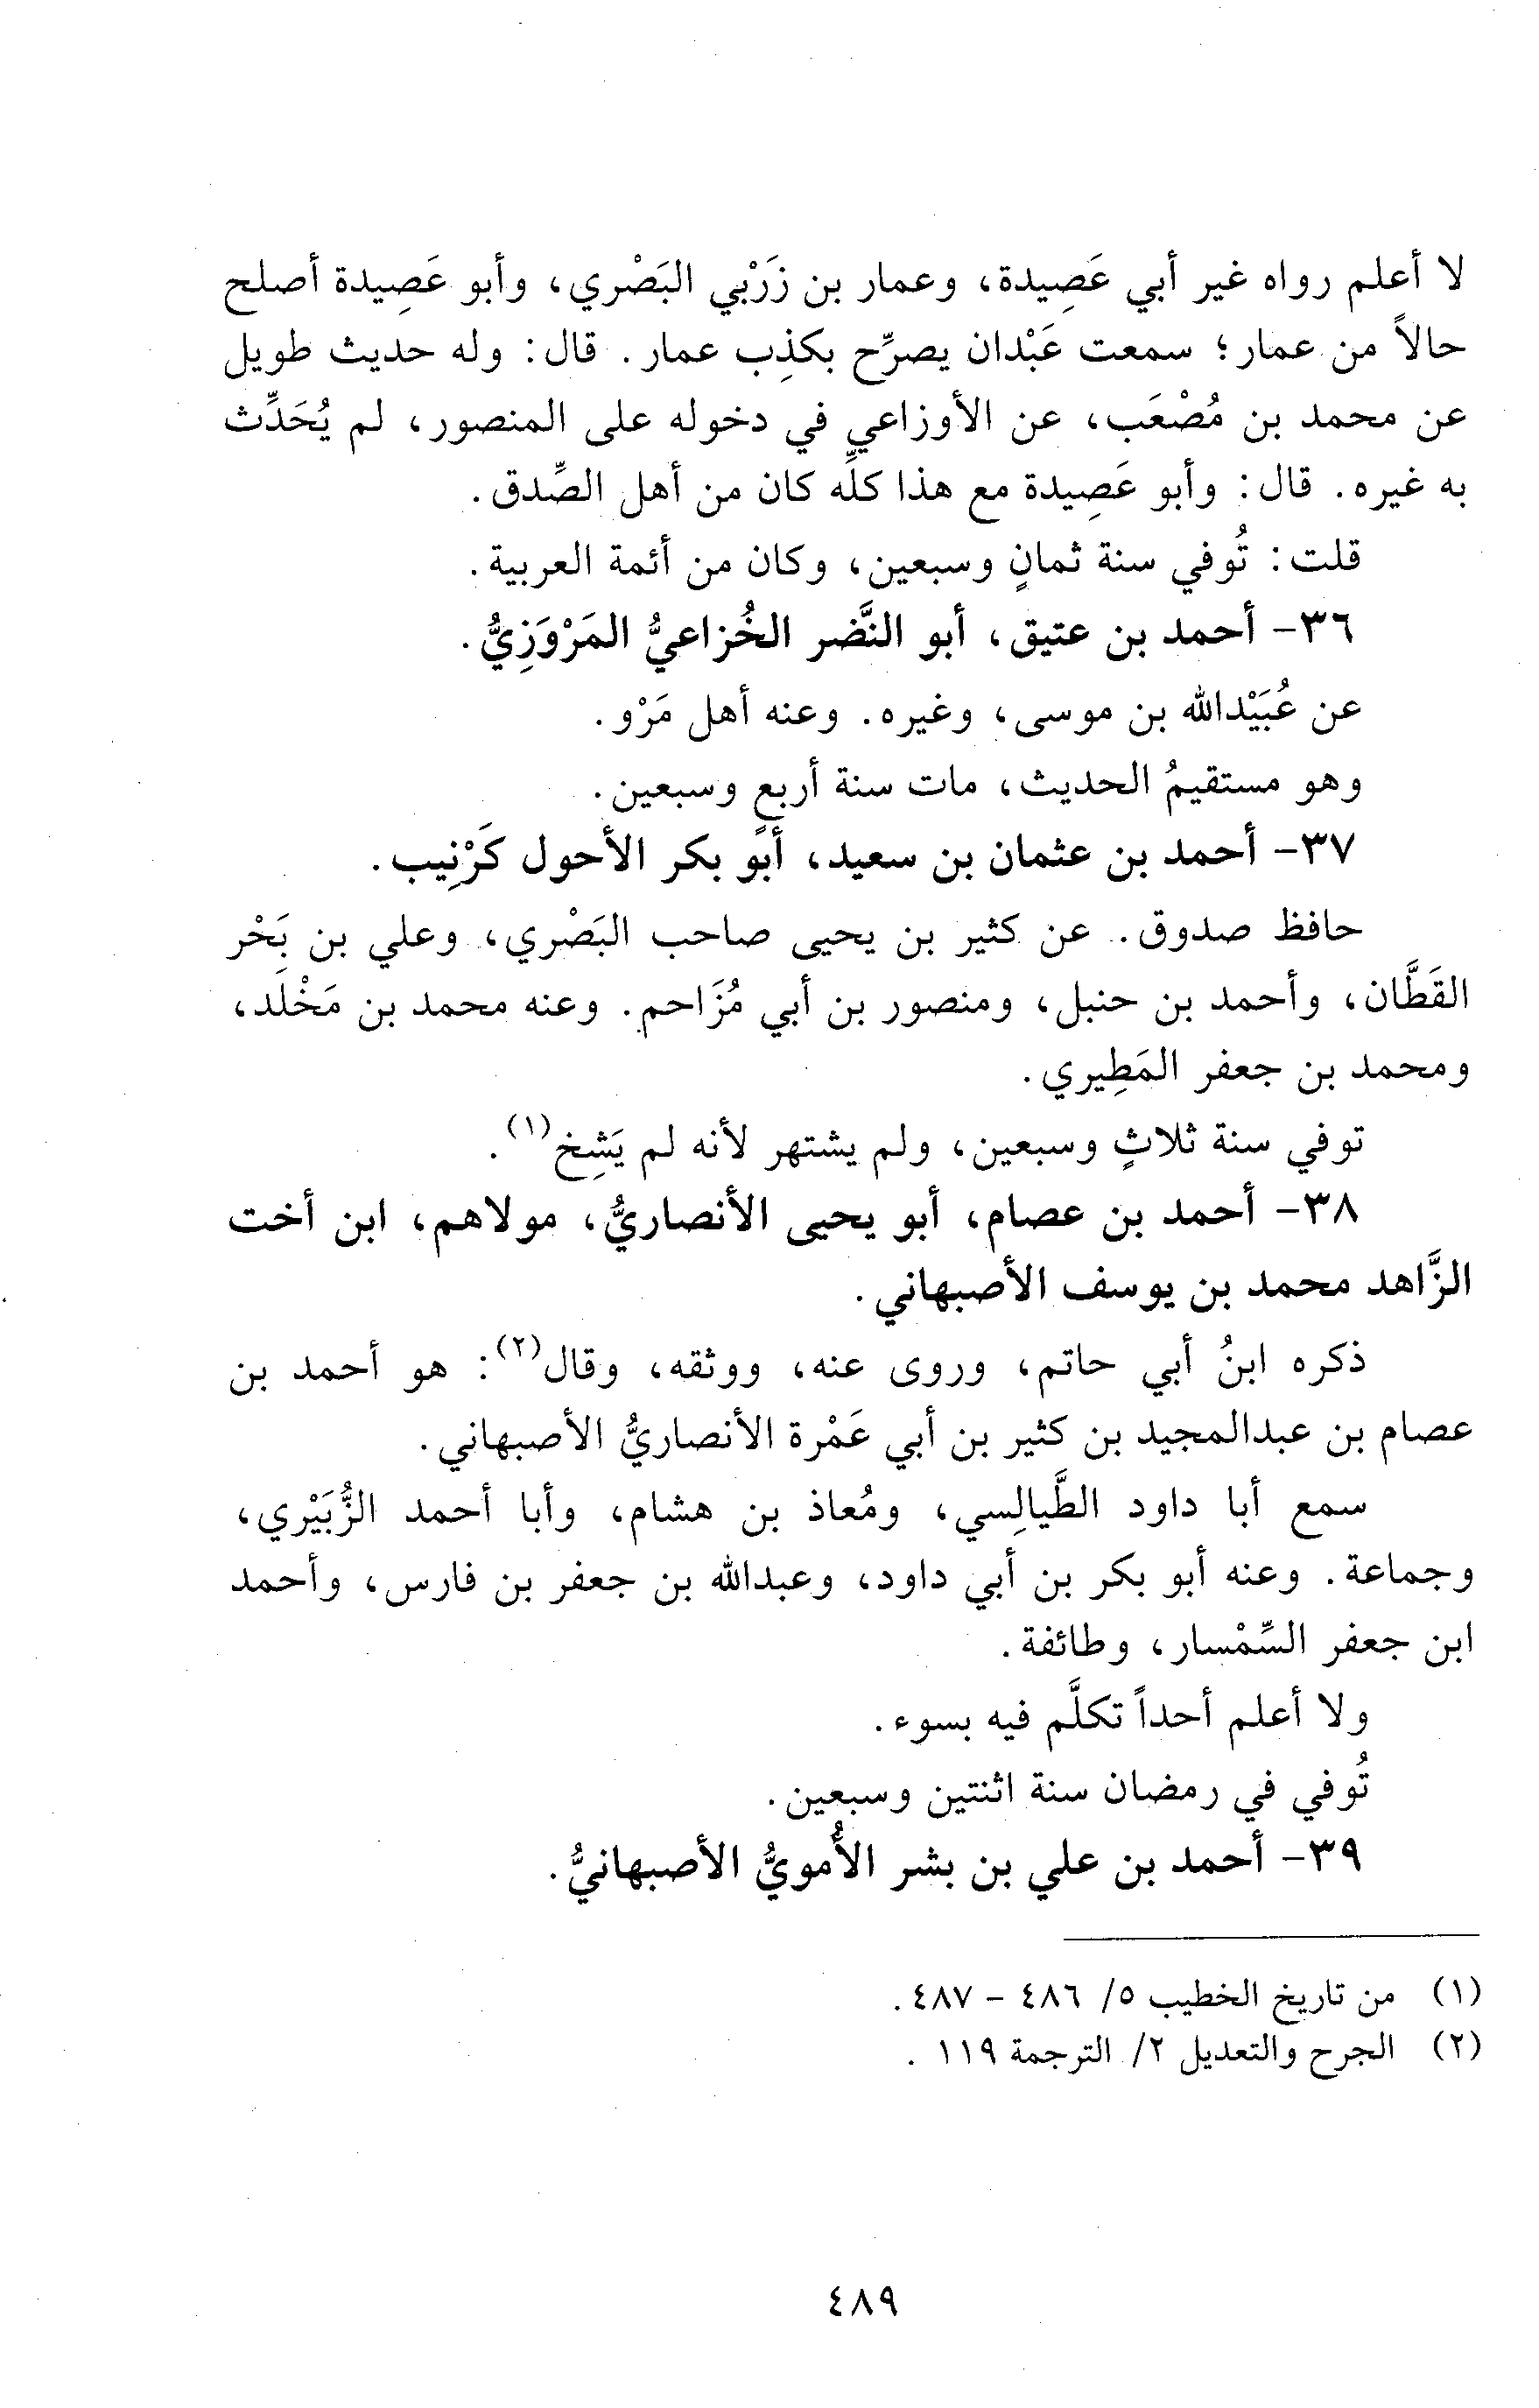 لا أعلم رواه غير أبي عَصِيدة، وعمار بن زَرْبي البَصْري، وأبو عَصِيدة أصلح
حالاً من عمار؛ سمعت عَبْدان يصرِّح بكذِب عمار. قال: وله حديث طويل
عن محمد بن مُصْعَب، عن الأوزاعي في دخوله على المنصور، لم يُحَدِّث
به غيره. قال: وأبو عَصِيدة مع هذا كلِّه كان من أهل الصِّدق.
قلت: تُوفي سنة ثمانٍ وسبعين، وكان من أئمة العربية.
٣٦- أحمد بن عتيق، أبو النَّضر الخُزاعيُّ المَرْوَزِيُّ.
عن عُبَيْدالله بن موسى، وغيره. وعنه أهل مَرْو.
وهو مستقيمُ الحديث، مات سنة أربعٍ وسبعين.
٣٧- أحمد بن عثمان بن سعيد، أبو بكر الأحول كَرْنِيب.
حافظ صدوق. عن كثير بن يحيى صاحب البَصْري، وعلي بن بَحْر
القَطَّان، وأحمد بن حنبل، ومنصور بن أبي مُزَاحم. وعنه محمد بن مَخْلَد،
ومحمد بن جعفر المَطِيري.
توفي سنة ثلاثٍ وسبعين، ولم يشتهر لأنه لم يَشِخ(١).
٣٨- أحمد بن عصام، أبو يحيى الأنصاريُّ، مولاهم، ابن أخت
الزَّاهد محمد بن يوسف الأصبهاني.
ذكره ابنُ أبي حاتم، وروى عنه، ووثقه، وقال(٢): هو أحمد بن
عصام بن عبدالمجيد بن كثير بن أبي عَمْرة الأنصاريُّ الأصبهاني.
سمع أبا داود الطَّيالِسي، ومُعاذ بن هشام، وأبا أحمد الزُّبَيْري،
وجماعة. وعنه أبو بكر بن أبي داود، وعبدالله بن جعفر بن فارس، وأحمد
ابن جعفر السِّمْسار، وطائفة.
ولا أعلم أحداً تكلَّم فيه بسوء.
تُوفي في رمضان سنة اثنتين وسبعين.
٣٩- أحمد بن علي بن بشر الأُمويُّ الأصبهانيُّ.
(١) من تاريخ الخطيب ٥/ ٤٨٦ - ٤٨٧.
(٢) الجرح والتعديل ٢/ الترجمة ١١٩.
٤٨٩